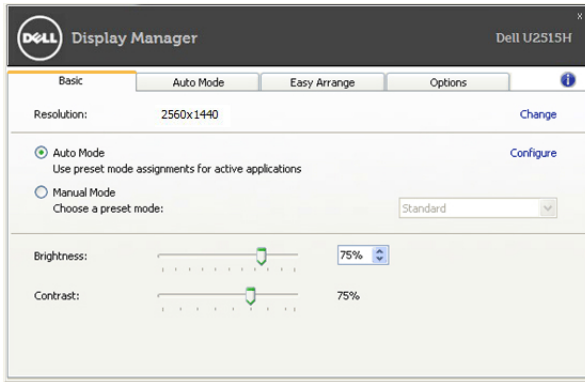 x
DELL Display Manager Dell U2515H
Basic Auto Mode Easy Arrange Options i
Resolution: 2560x1440 Change
Auto Mode Configure
Use preset mode assignments for active applications
Manual Mode
Choose a preset mode: Standard
Brightness: 75%
Contrast: 75%